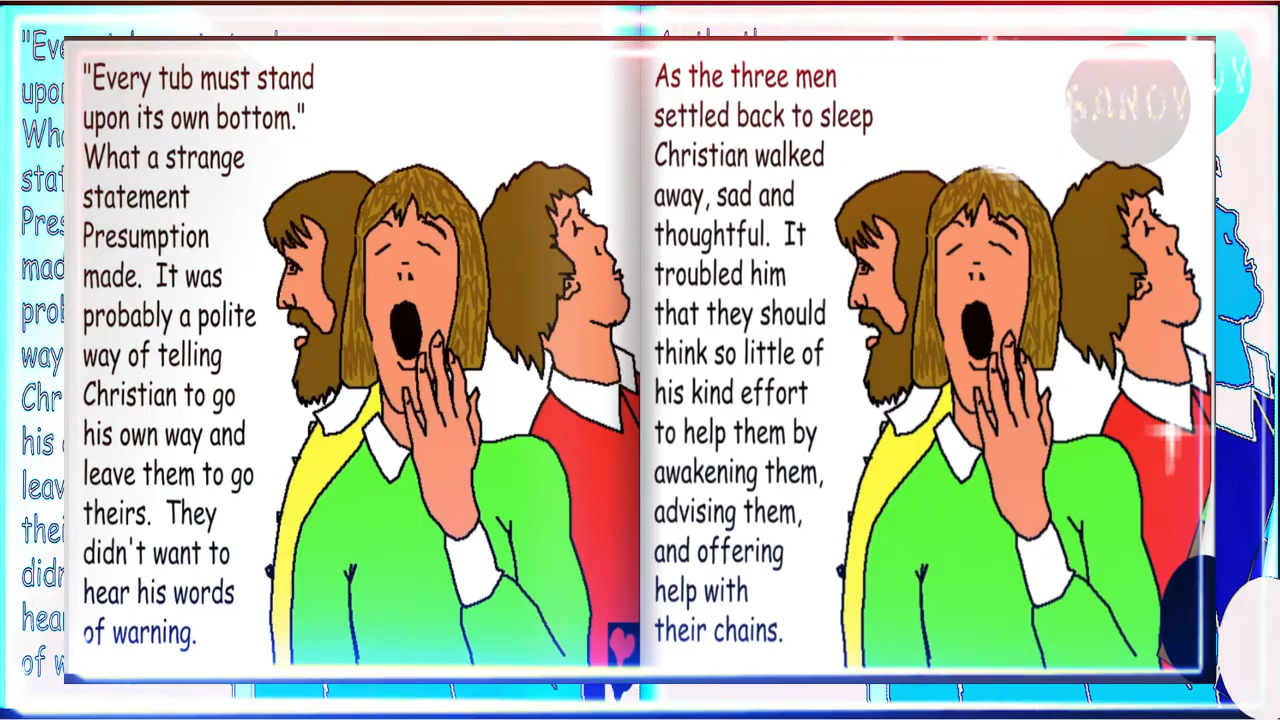 "Every tub must stand
upon its own bottom."
What a strange
statement
Presumption
made. It was
probably a polite
way of telling
Christian to go
his own way and
leave them to go
theirs. They
didn't want to
hear his words
of warning.
As the three men
settled back to sleep
Christian walked
away, sad and
thoughtful. It
troubled him
that they should
think so little of
his kind effort
to help them by
awakening them,
advising them,
and offering
help with
their chains.